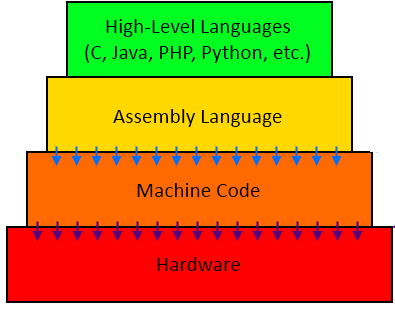 High-Level Languages
(C, Java, PHP, Python, etc.)
Assembly Language
Machine Code
Hardware